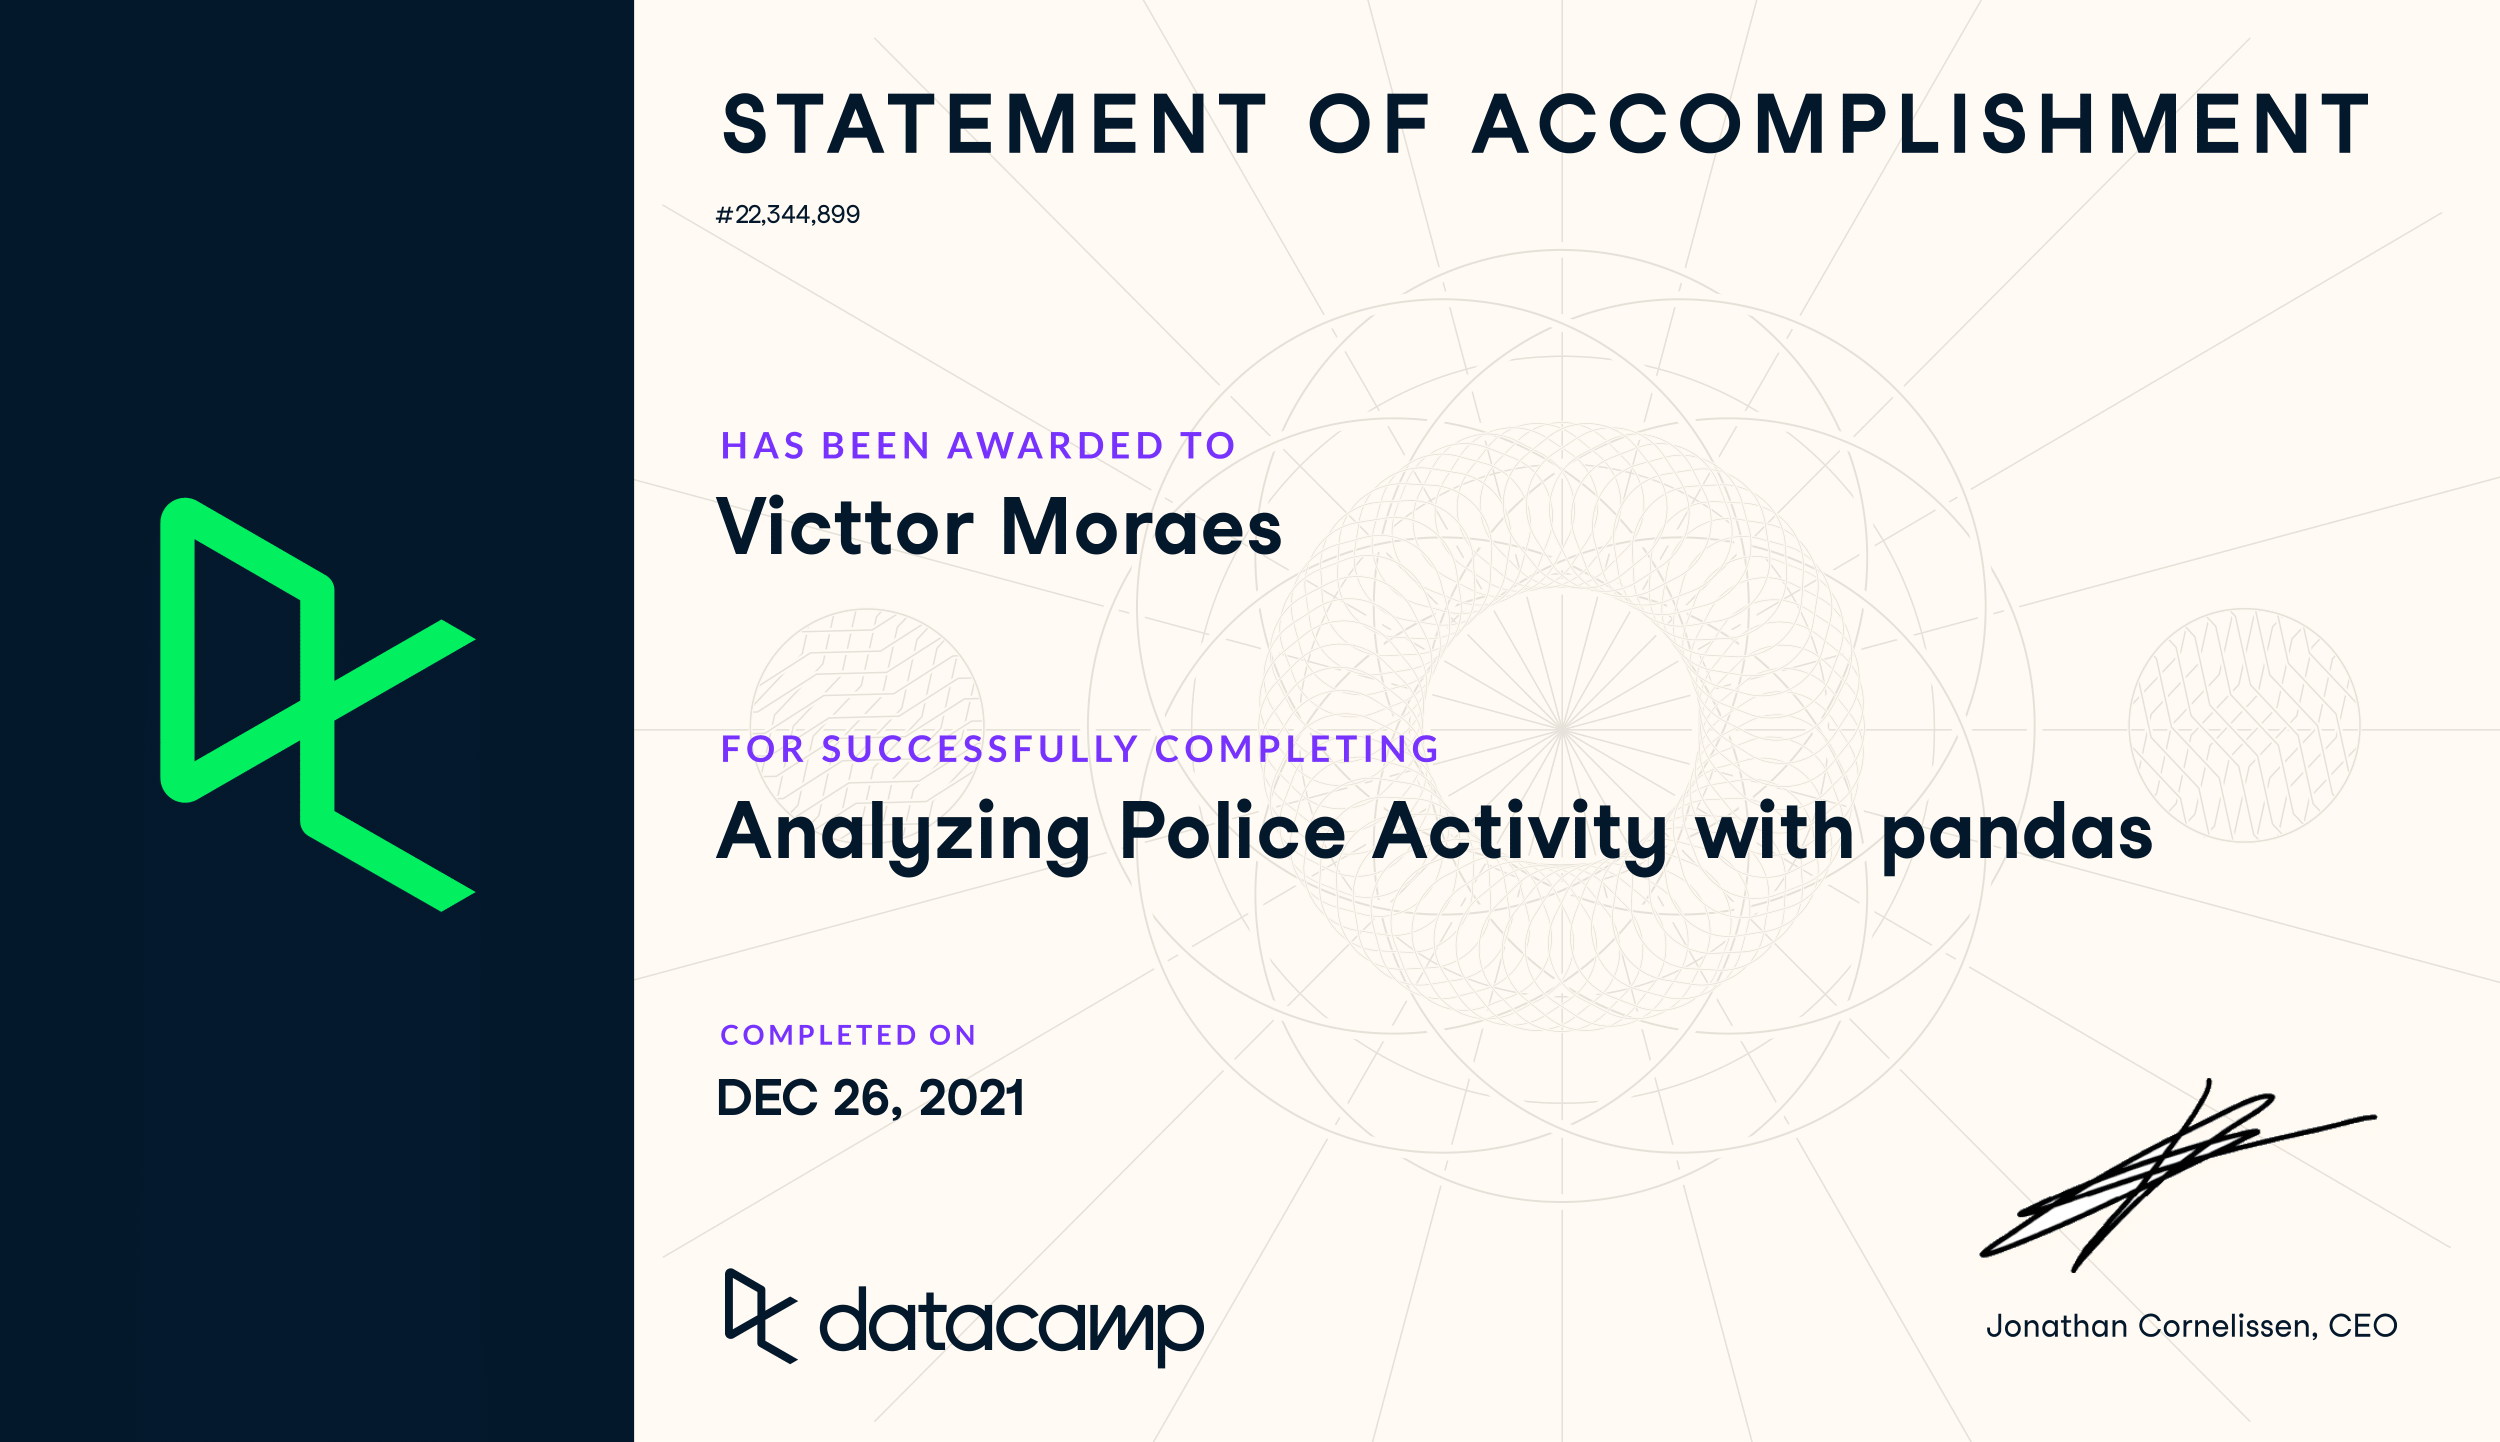 STATEMENT OF ACCOMPLISHMENT
#22,344,899
HAS BEEN AWARDED TO
Victtor Moraes
FOR SUCCESSFULLY COMPLETING
Analyzing Police Activity with pandas
COMPLETED ON
DEC 26, 2021
datacamp
Jonathan Cornelissen, CEO